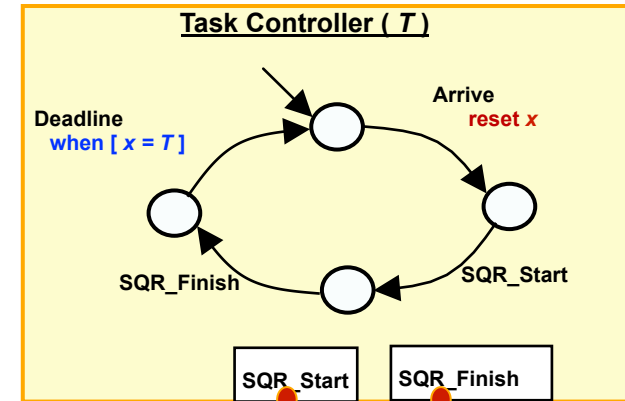 Task Controller ( T )
Arrive
reset x
Deadline
when [ x = T ]
SQR_Finish
SQR_Start
SQR_Start
SQR_Finish